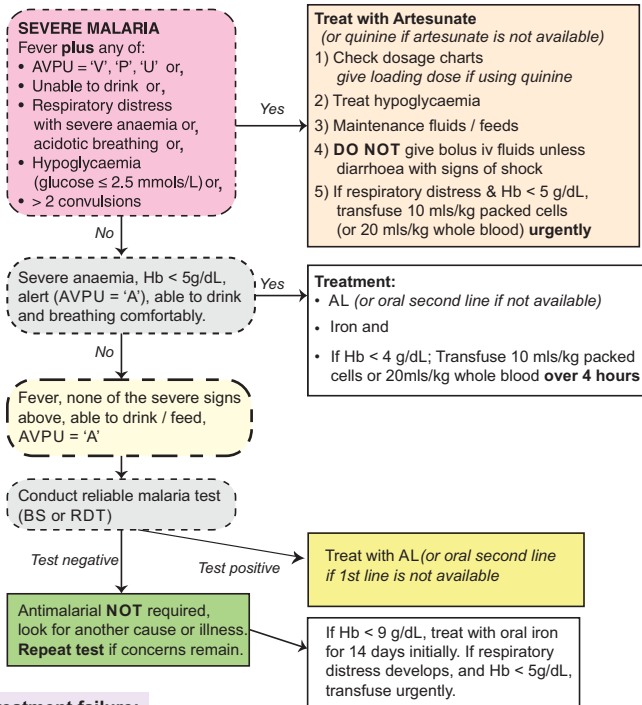 SEVERE MALARIA
Fever plus any of:
• AVPU = 'V', 'P', 'U' or,
• Unable to drink or,
• Respiratory distress
with severe anaemia or,
acidotic breathing or,
• Hypoglycaemia
(glucose ≤ 2.5 mmols/L) or,
• > 2 convulsions
Yes
Treat with Artesunate
(or quinine if artesunate is not available)
1) Check dosage charts
give loading dose if using quinine
2) Treat hypoglycaemia
3) Maintenance fluids / feeds
4) DO NOT give bolus iv fluids unless
diarrhoea with signs of shock
5) If respiratory distress & Hb < 5 g/dL,
transfuse 10 mls/kg packed cells
(or 20 mls/kg whole blood) urgently
No
Severe anaemia, Hb < 5g/dL,
alert (AVPU = 'A'), able to drink
and breathing comfortably.
Yes
Treatment:
• AL (or oral second line if not available)
• Iron and
• If Hb < 4 g/dL; Transfuse 10 mls/kg packed
cells or 20mls/kg whole blood over 4 hours
No
Fever, none of the severe signs
above, able to drink / feed,
AVPU = 'A'
Conduct reliable malaria test
(BS or RDT)
Test negative
Test positive
Treat with AL(or oral second line
if 1st line is not available
Antimalarial NOT required,
look for another cause or illness.
Repeat test if concerns remain.
If Hb < 9 g/dL, treat with oral iron
for 14 days initially. If respiratory
distress develops, and Hb < 5g/dL,
transfuse urgently.
reatment failure: